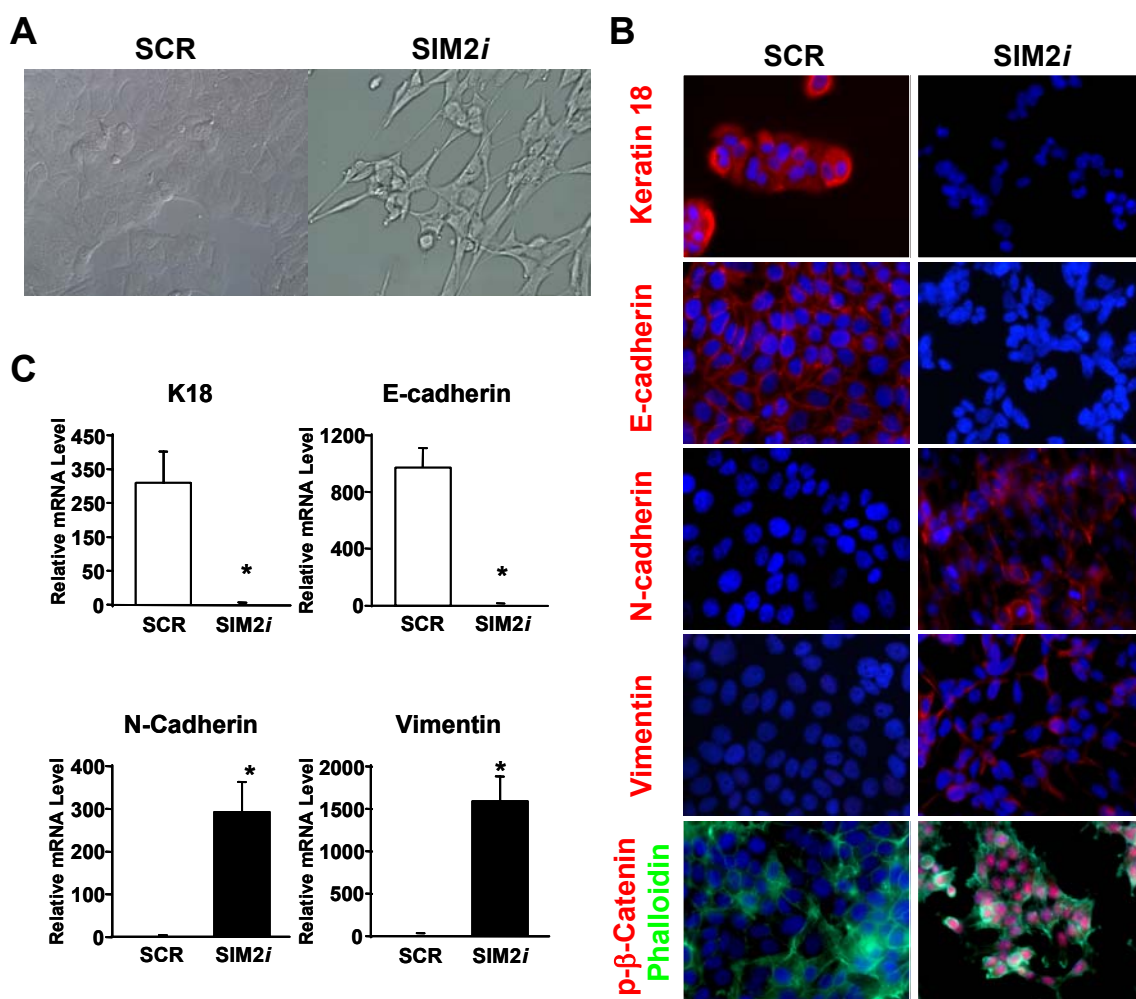 A
SCR
SIM2i
B
SCR
SIM2i
Keratin 18
E-cadherin
N-cadherin
Vimentin
p-β-Catenin
Phalloidin
C
K18
Relative mRNA Level
450
350
250
150
50
0
*
SCR
SIM2i
E-cadherin
Relative mRNA Level
1200
800
400
0
*
SCR
SIM2i
N-Cadherin
Relative mRNA Level
400
300
200
100
0
*
SCR
SIM2i
Vimentin
Relative mRNA Level
2000
1500
1000
500
0
*
SCR
SIM2i